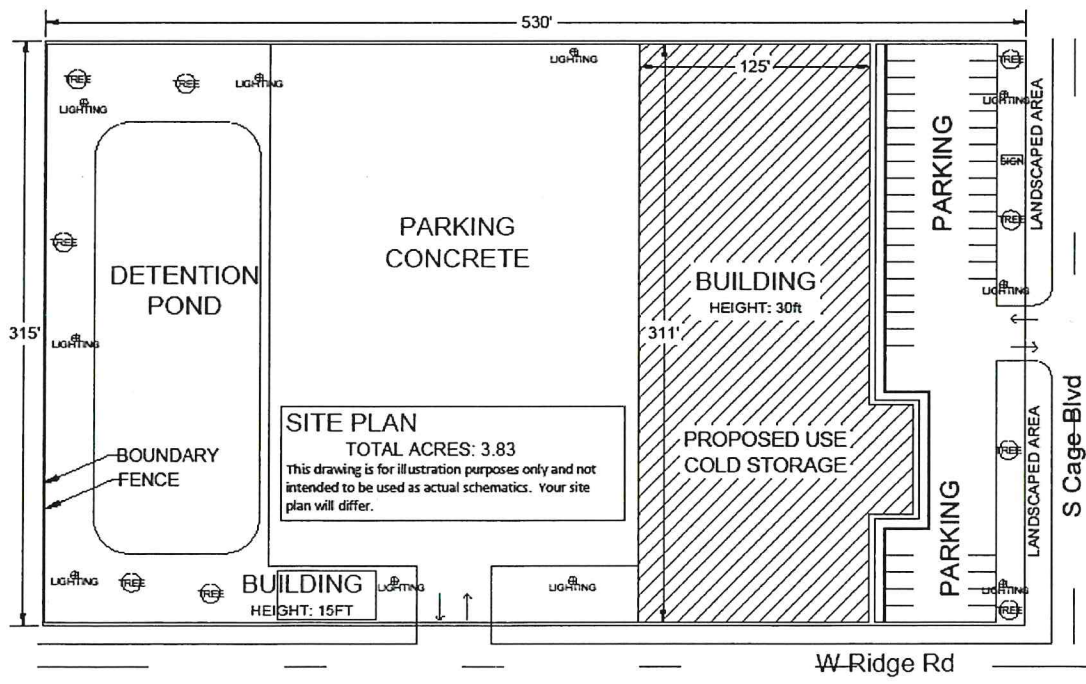 530'
TREE
TREE
LIGHTING
LIGHTING
LIGHTING
125'
TREE
LIGHTING
LANDSCAPED AREA
PARKING
SIGN
TREE
TREE
PARKING
CONCRETE
DETENTION
POND
BUILDING
HEIGHT: 30ft
LIGHTING
315'
LIGHTING
311'
SITE PLAN
TOTAL ACRES: 3.83
This drawing is for illustration purposes only and not
intended to be used as actual schematics. Your site
plan will differ.
PROPOSED USE
COLD STORAGE
BOUNDARY
FENCE
TREE
LANDSCAPED AREA
S Cage Blvd
PARKING
LIGHTING
TREE
TREE
BUILDING
HEIGHT: 15FT
LIGHTING
LIGHTING
LIGHTING
TREE
W Ridge Rd